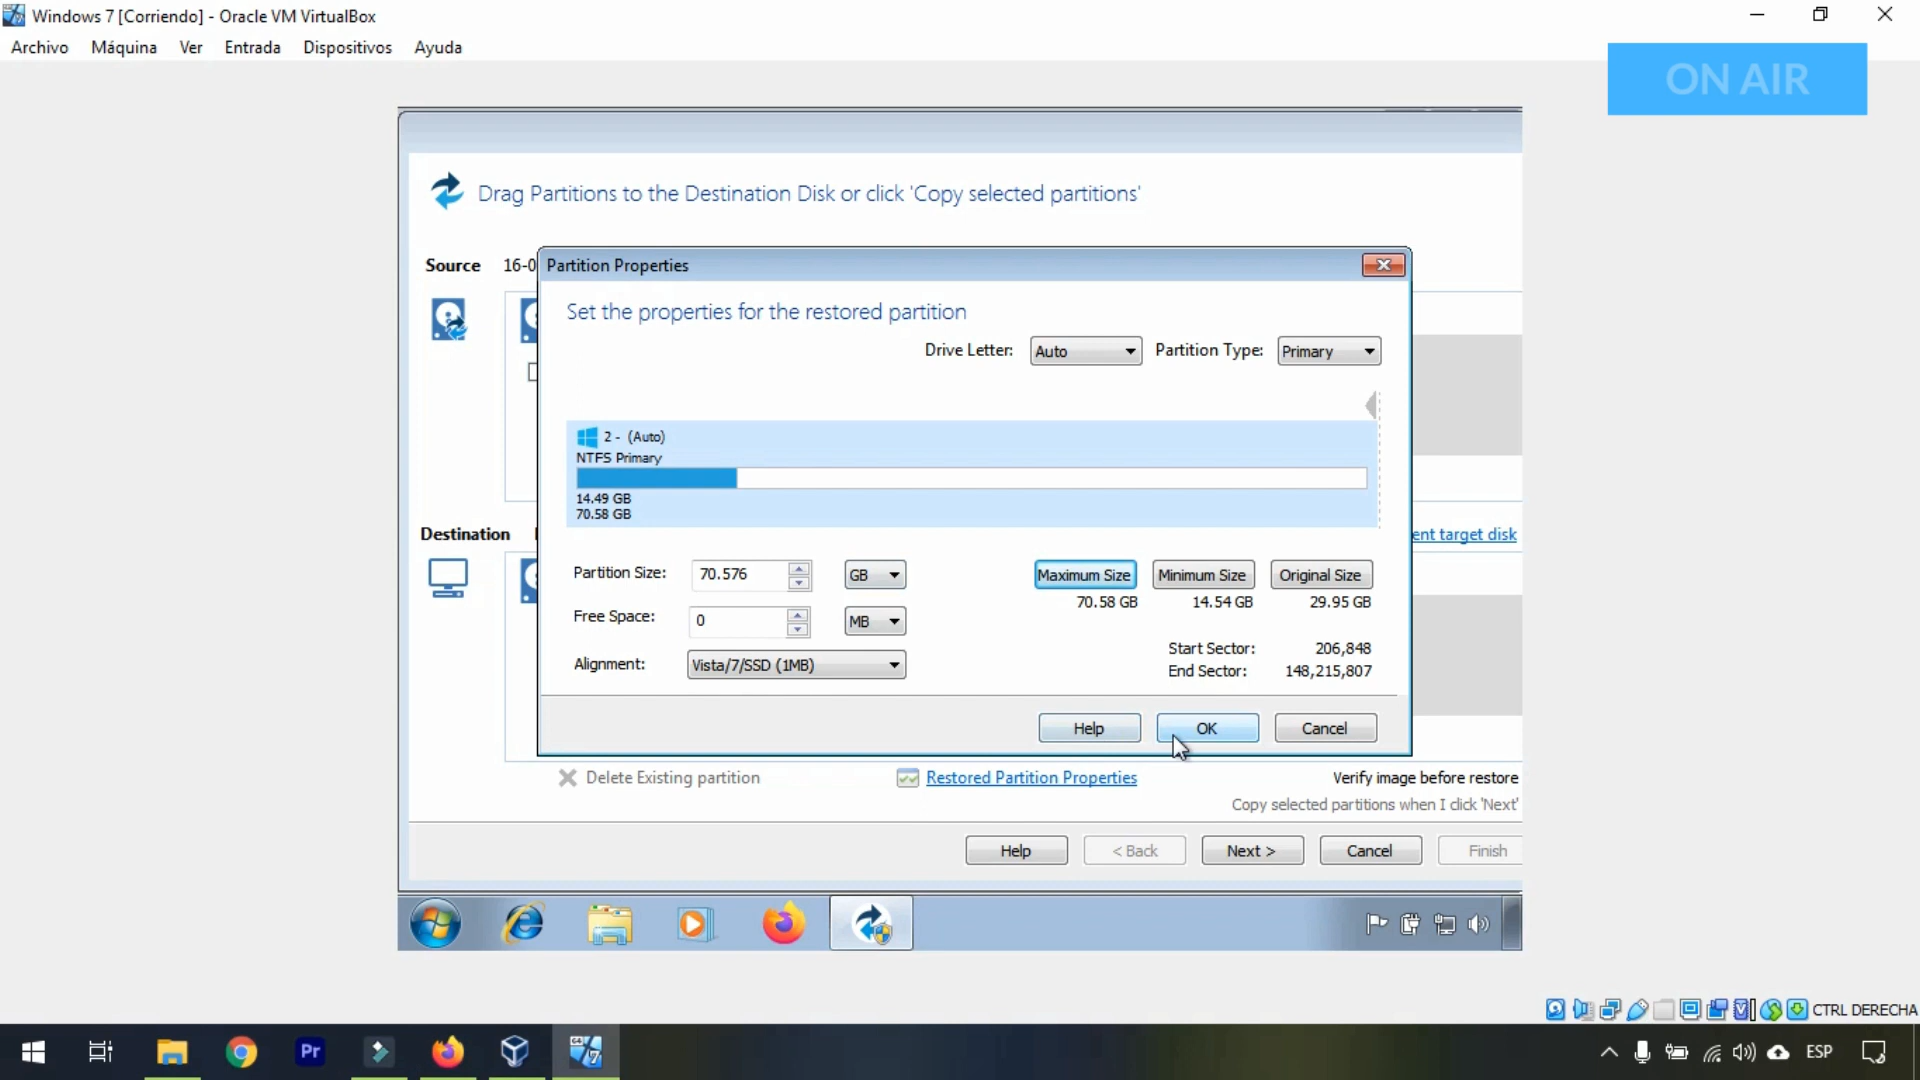 Windows 7 [Corriendo] - Oracle VM VirtualBox
Archivo Máquina Ver Entrada Dispositivos Ayuda
ON AIR
Drag Partitions to the Destination Disk or click 'Copy selected partitions'
Source 16-0
Partition Properties
Set the properties for the restored partition
Drive Letter: Auto Partition Type: Primary
2 - (Auto)
NTFS Primary
14.49 GB
70.58 GB
Destination
ent target disk
Partition Size: 70.576 GB Maximum Size Minimum Size Original Size
70.58 GB 14.54 GB 29.95 GB
Free Space: 0 MB
Start Sector: 206,848
Alignment: Vista/7/SSD (1MB)
End Sector: 148,215,807
Help OK Cancel
Delete Existing partition Restored Partition Properties Verify image before restore
Copy selected partitions when I click 'Next'
Help < Back Next > Cancel Finish
CTRL DERECHA
Pr
64
7
ESP